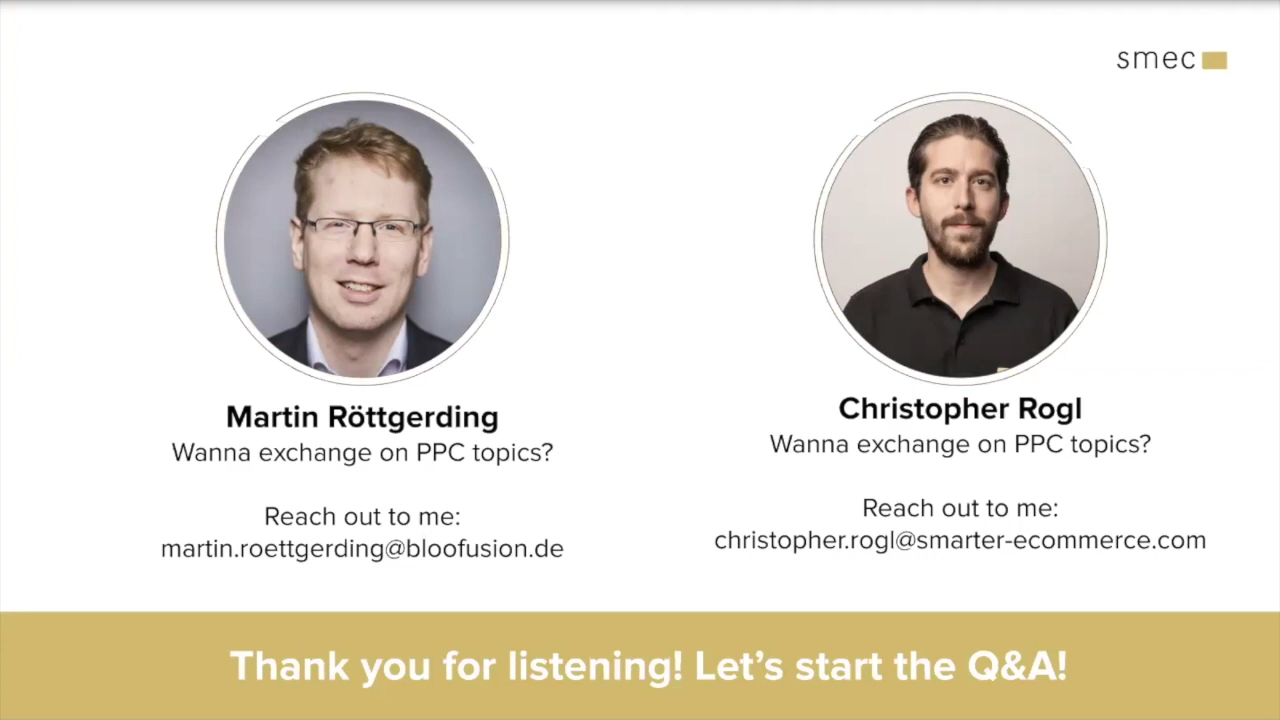 smec
Martin Röttgerding
Wanna exchange on PPC topics?
Reach out to me:
martin.roettgerding@bloofusion.de
Christopher Rogl
Wanna exchange on PPC topics?
Reach out to me:
christopher.rogl@smarter-ecommerce.com
Thank you for listening! Let’s start the Q&A!